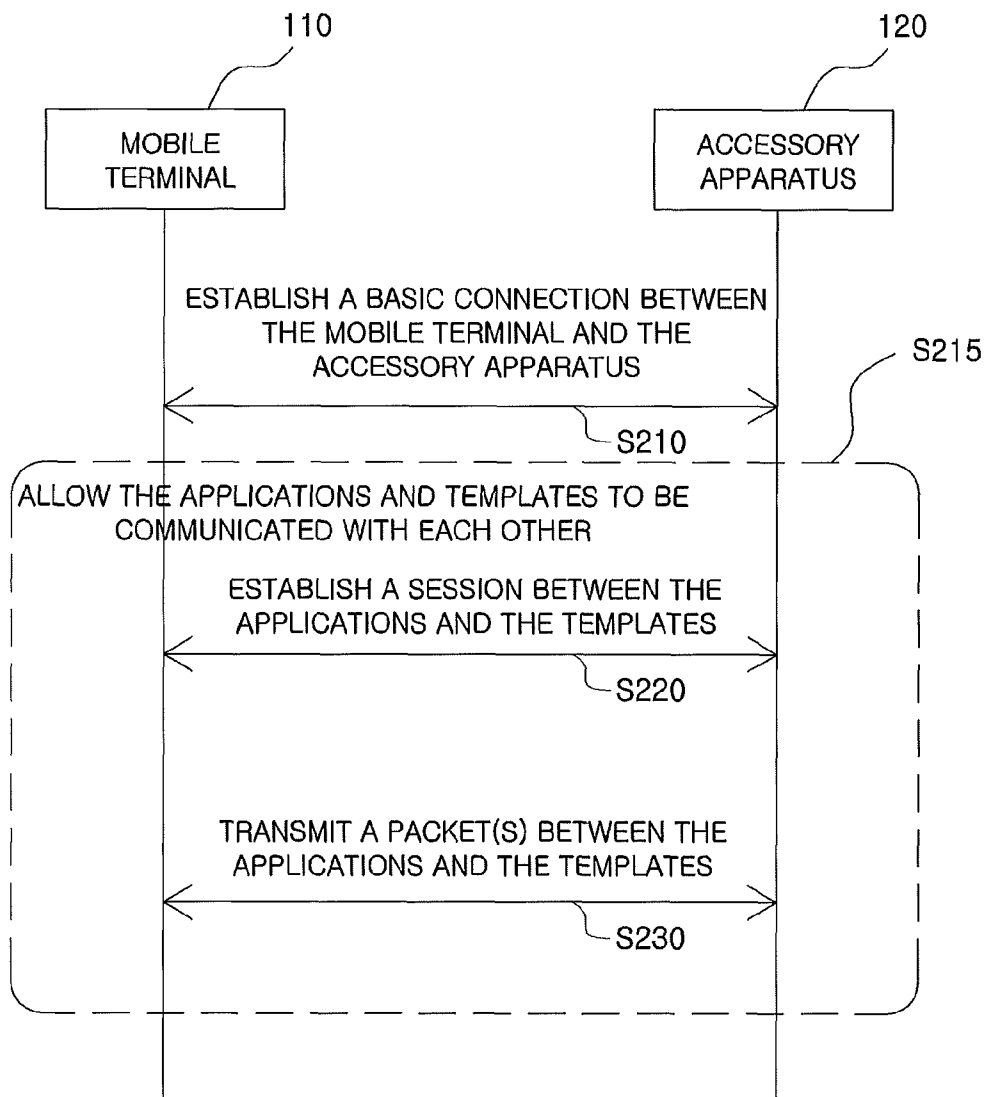 110
120
MOBILE
TERMINAL
ACCESSORY
APPARATUS
ESTABLISH A BASIC CONNECTION BETWEEN
THE MOBILE TERMINAL AND THE
ACCESSORY APPARATUS
S215
S210
ALLOW THE APPLICATIONS AND TEMPLATES TO BE
COMMUNICATED WITH EACH OTHER
ESTABLISH A SESSION BETWEEN THE
APPLICATIONS AND THE TEMPLATES
S220
TRANSMIT A PACKET(S) BETWEEN THE
APPLICATIONS AND THE TEMPLATES
S230